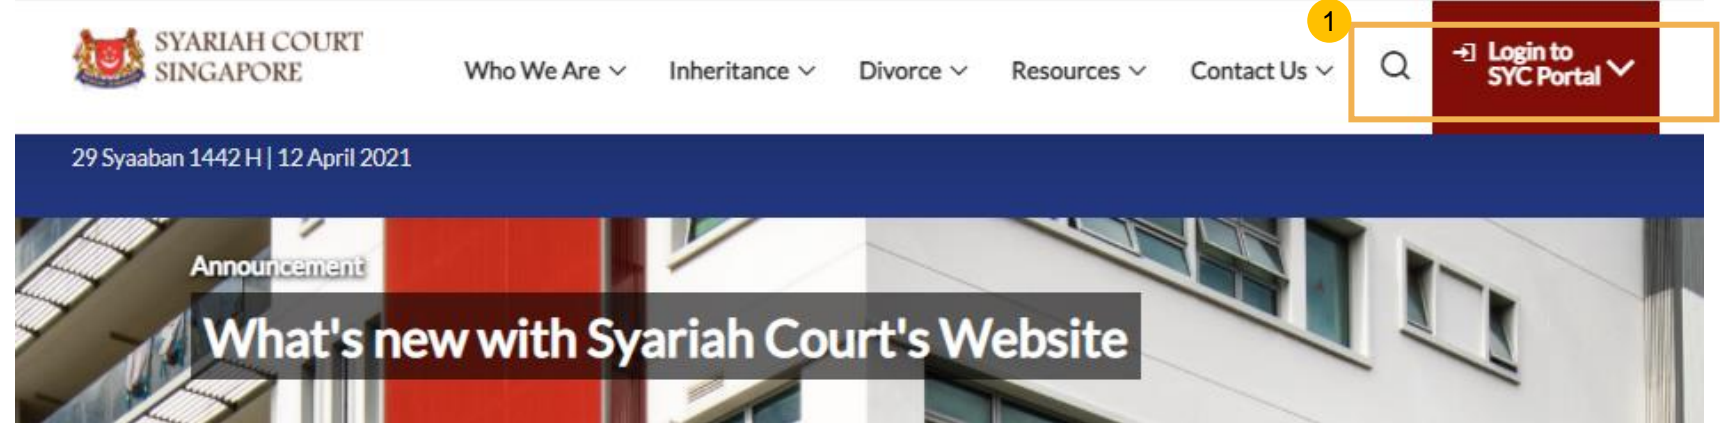 1
SYARIAH COURT
SINGAPORE
Who We Are
Inheritance
Divorce
Resources
Contact Us
Login to
SYC Portal
29 Syaaban 1442 H | 12 April 2021
Announcement
What's new with Syariah Court's Website